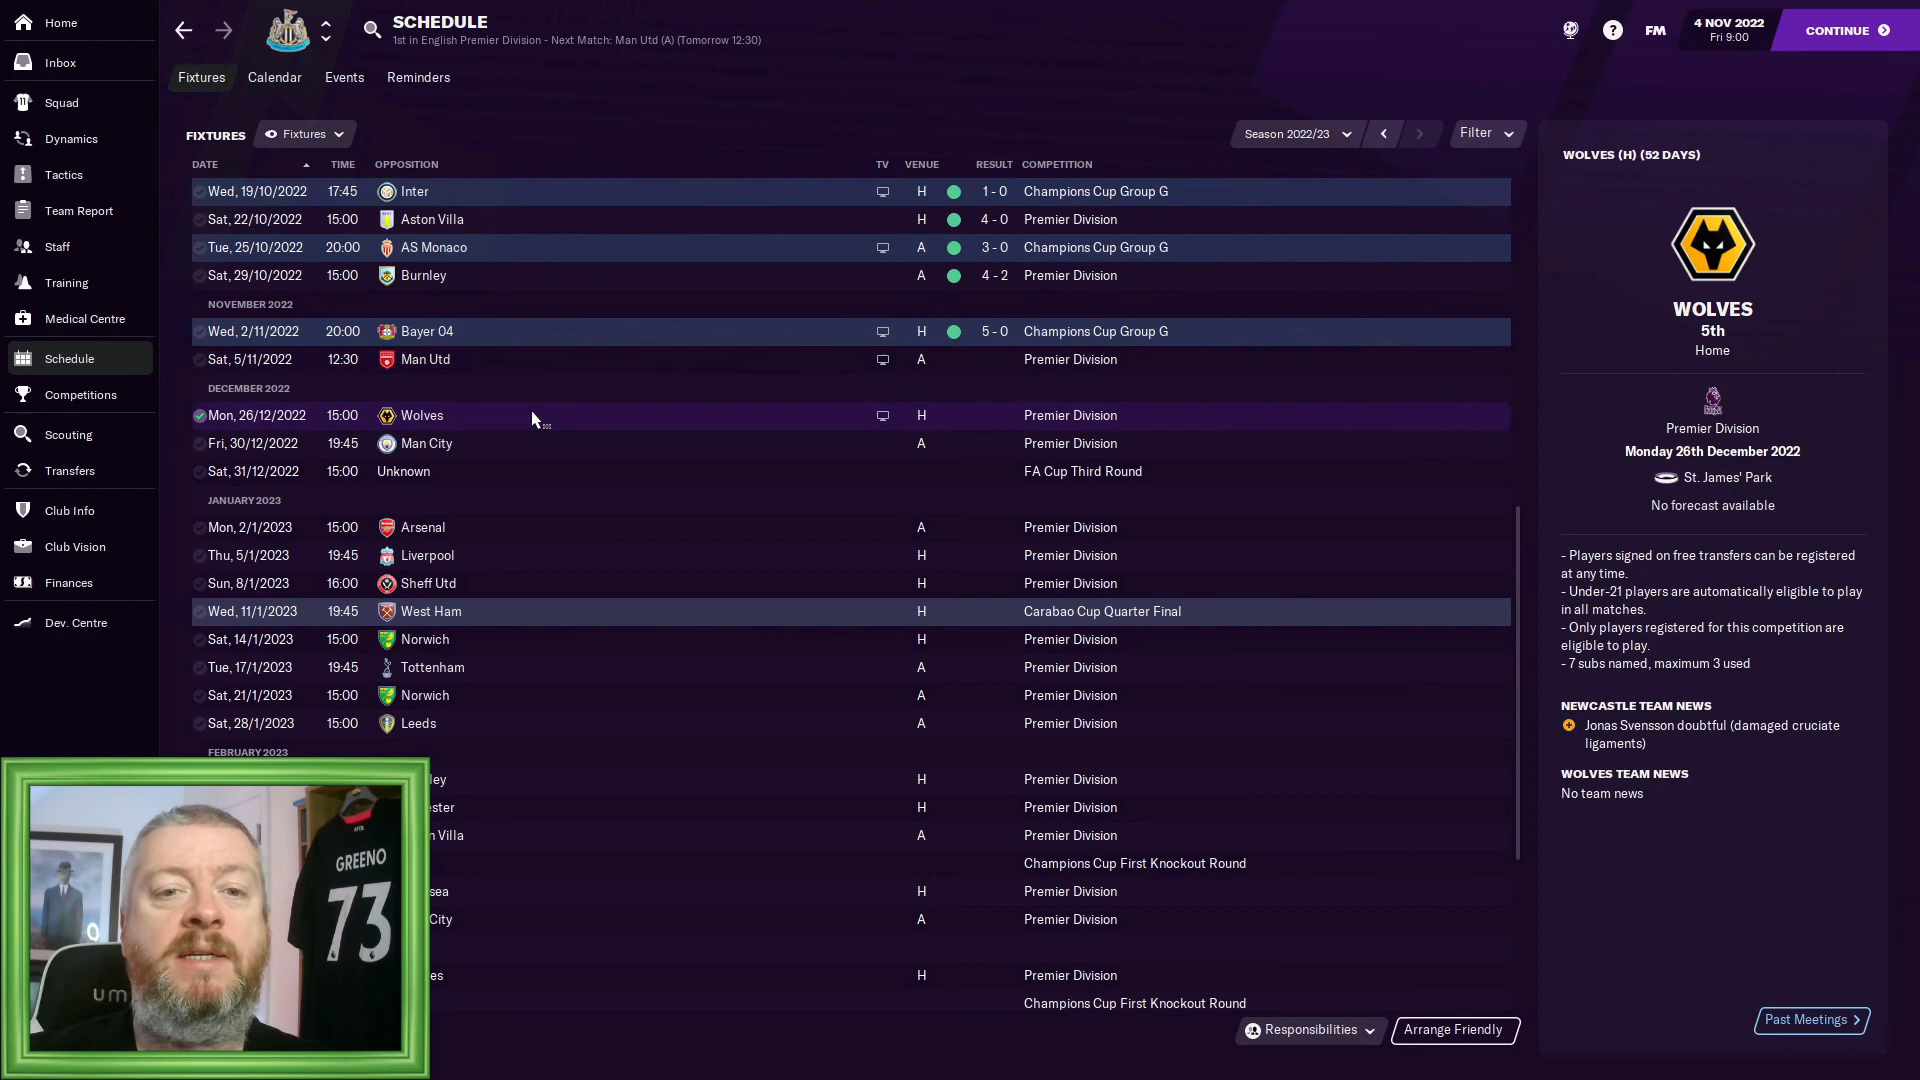 Home
Inbox
Squad
Dynamics
Tactics
Team Report
Staff
Training
Medical Centre
Schedule
Competitions
Scouting
Transfers
Club Info
Club Vision
Finances
Dev. Centre
SCHEDULE
1st in English Premier Division - Next Match: Man Utd (A) (Tomorrow 12:30)
FM
4 NOV 2022
Fri 9:00
CONTINUE
Fixtures Calendar Events Reminders
FIXTURES Fixtures Season 2022/23 Filter
DATE TIME OPPOSITION TV VENUE RESULT COMPETITION
Wed, 19/10/2022 17:45 Inter H 1 - 0 Champions Cup Group G
Sat, 22/10/2022 15:00 Aston Villa H 4 - 0 Premier Division
Tue, 25/10/2022 20:00 AS Monaco A 3 - 0 Champions Cup Group G
Sat, 29/10/2022 15:00 Burnley A 4 - 2 Premier Division
NOVEMBER 2022
Wed, 2/11/2022 20:00 Bayer 04 H 5 - 0 Champions Cup Group G
Sat, 5/11/2022 12:30 Man Utd A Premier Division
DECEMBER 2022
Mon, 26/12/2022 15:00 Wolves H Premier Division
Fri, 30/12/2022 19:45 Man City A Premier Division
Sat, 31/12/2022 15:00 Unknown FA Cup Third Round
JANUARY 2023
Mon, 2/1/2023 15:00 Arsenal A Premier Division
Thu, 5/1/2023 19:45 Liverpool H Premier Division
Sun, 8/1/2023 16:00 Sheff Utd H Premier Division
Wed, 11/1/2023 19:45 West Ham H Carabao Cup Quarter Final
Sat, 14/1/2023 15:00 Norwich H Premier Division
Tue, 17/1/2023 19:45 Tottenham A Premier Division
Sat, 21/1/2023 15:00 Norwich A Premier Division
Sat, 28/1/2023 15:00 Leeds A Premier Division
FEBRUARY 2023
ley H Premier Division
ester H Premier Division
n Villa A Premier Division
Champions Cup First Knockout Round
sea H Premier Division
City A Premier Division
es H Premier Division
Champions Cup First Knockout Round
Responsibilities Arrange Friendly
WOLVES (H) (52 DAYS)
WOLVES
5th
Home
Premier Division
Monday 26th December 2022
St. James' Park
No forecast available
- Players signed on free transfers can be registered
at any time.
- Under-21 players are automatically eligible to play
in all matches.
- Only players registered for this competition are
eligible to play.
- 7 subs named, maximum 3 used
NEWCASTLE TEAM NEWS
Jonas Svensson doubtful (damaged cruciate
ligaments)
WOLVES TEAM NEWS
No team news
Past Meetings
GREENO
73
um